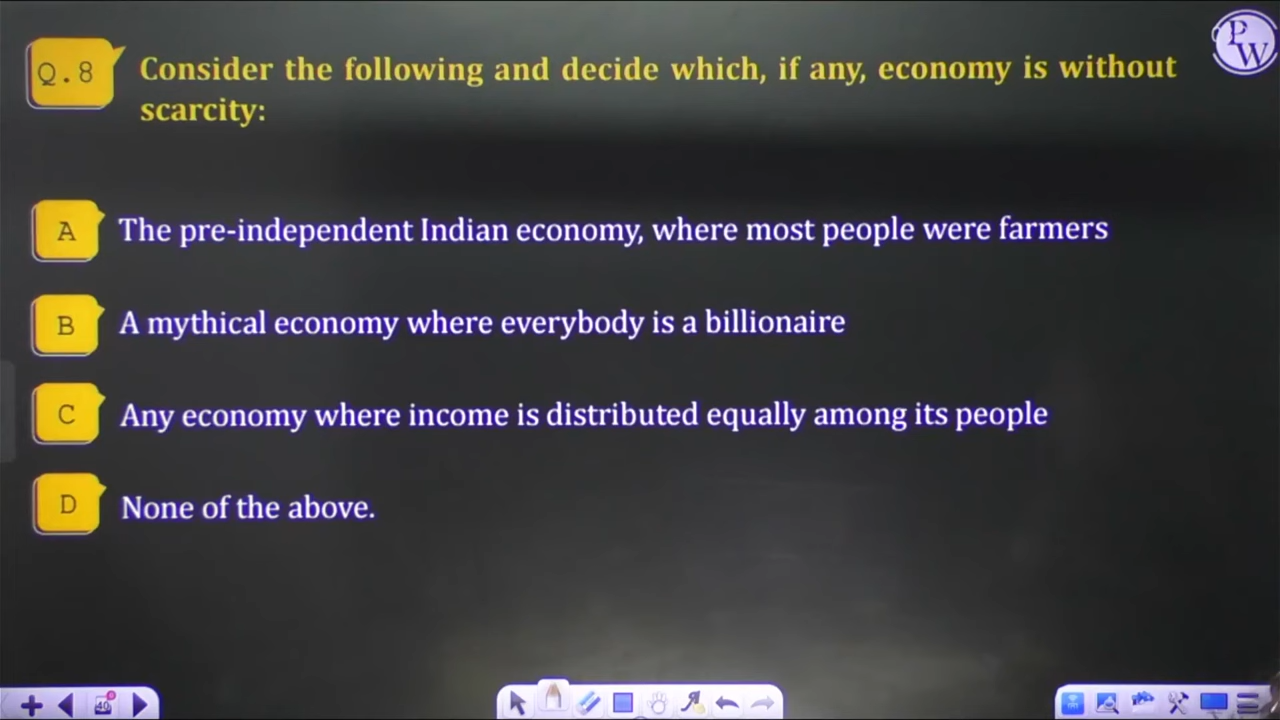 PW
Q.8
Consider the following and decide which, if any, economy is without
scarcity:
A
The pre-independent Indian economy, where most people were farmers
B
A mythical economy where everybody is a billionaire
C
Any economy where income is distributed equally among its people
D
None of the above.
40